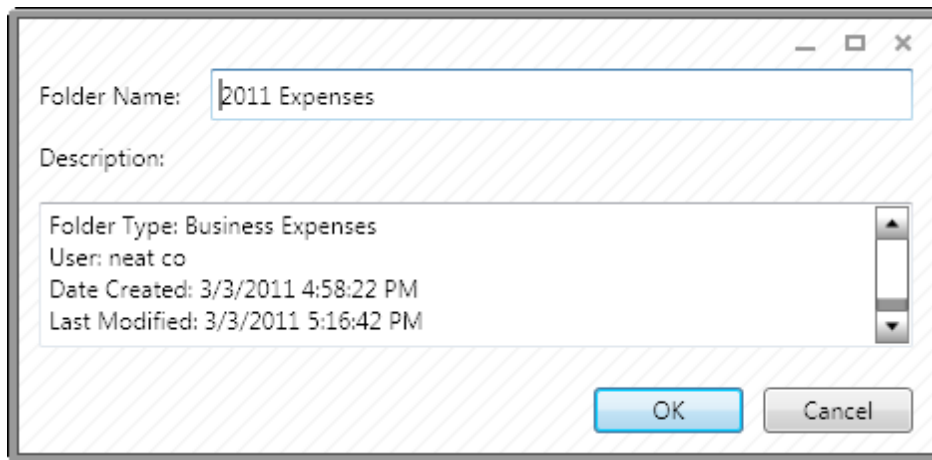 Folder Name: 2011 Expenses
Description:
Folder Type: Business Expenses
User: neat co
Date Created: 3/3/2011 4:58:22 PM
Last Modified: 3/3/2011 5:16:42 PM
OK Cancel